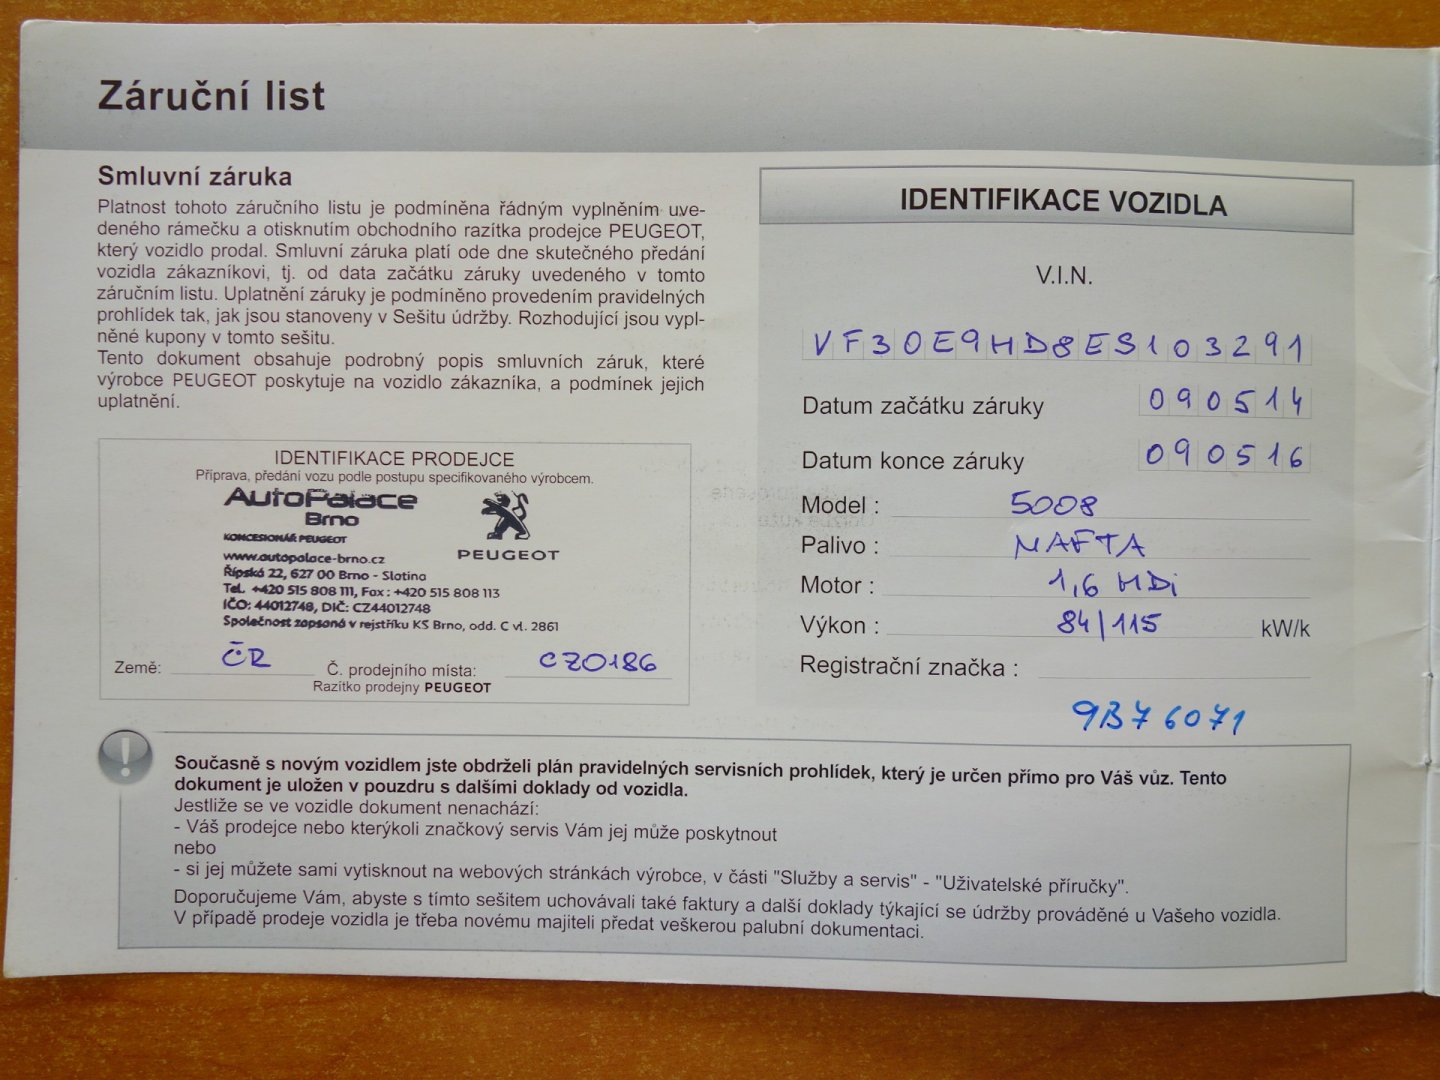 Záruční list
Smluvní záruka
Platnost tohoto záručního listu je podmíněna řádným vyplněním uve-
deného rámečku a otisknutím obchodního razítka prodejce PEUGEOT,
který vozidlo prodal. Smluvní záruka platí ode dne skutečného předání
vozidla zákazníkovi, tj. od data začátku záruky uvedeného v tomto
záručním listu. Uplatnění záruky je podmíněno provedením pravidelných
prohlídek tak, jak jsou stanoveny v Sešitu údržby. Rozhodující jsou vypl-
něné kupony v tomto sešitu.
Tento dokument obsahuje podrobný popis smluvních záruk, které
výrobce PEUGEOT poskytuje na vozidlo zákazníka, a podmínek jejich
uplatnění.
IDENTIFIKACE PRODEJCE
Příprava, předání vozu podle postupu specifikovaného výrobcem.
AutoPalace
Brno
KONCESIONÁŘ PEUGEOT
PEUGEOT
www.autopalace-brno.cz
Řípská 22, 627 00 Brno - Slatina
Tel. +420 515 808 111, Fax : +420 515 808 113
IČO: 44012748, DIČ: CZ44012748
Společnost zapsaná v rejstříku KS Brno, odd. C vl. 2861
Země: ČR Č. prodejního místa: CZ0186
Razítko prodejny PEUGEOT
IDENTIFIKACE VOZIDLA
V.I.N.
VF30E9HD8ES103291
Datum začátku záruky 090514
Datum konce záruky 090516
Model : 5008
Palivo : NAFTA
Motor : 1,6 HDi
Výkon : 84/115 kW/k
Registrační značka :
9B76071
Současně s novým vozidlem jste obdrželi plán pravidelných servisních prohlídek, který je určen přímo pro Váš vůz. Tento
dokument je uložen v pouzdru s dalšími doklady od vozidla.
Jestliže se ve vozidle dokument nenachází:
- Váš prodejce nebo kterýkoli značkový servis Vám jej může poskytnout
nebo
- si jej můžete sami vytisknout na webových stránkách výrobce, v části "Služby a servis" - "Uživatelské příručky".
Doporučujeme Vám, abyste s tímto sešitem uchovávali také faktury a další doklady týkající se údržby prováděné u Vašeho vozidla.
V případě prodeje vozidla je třeba novému majiteli předat veškerou palubní dokumentaci.